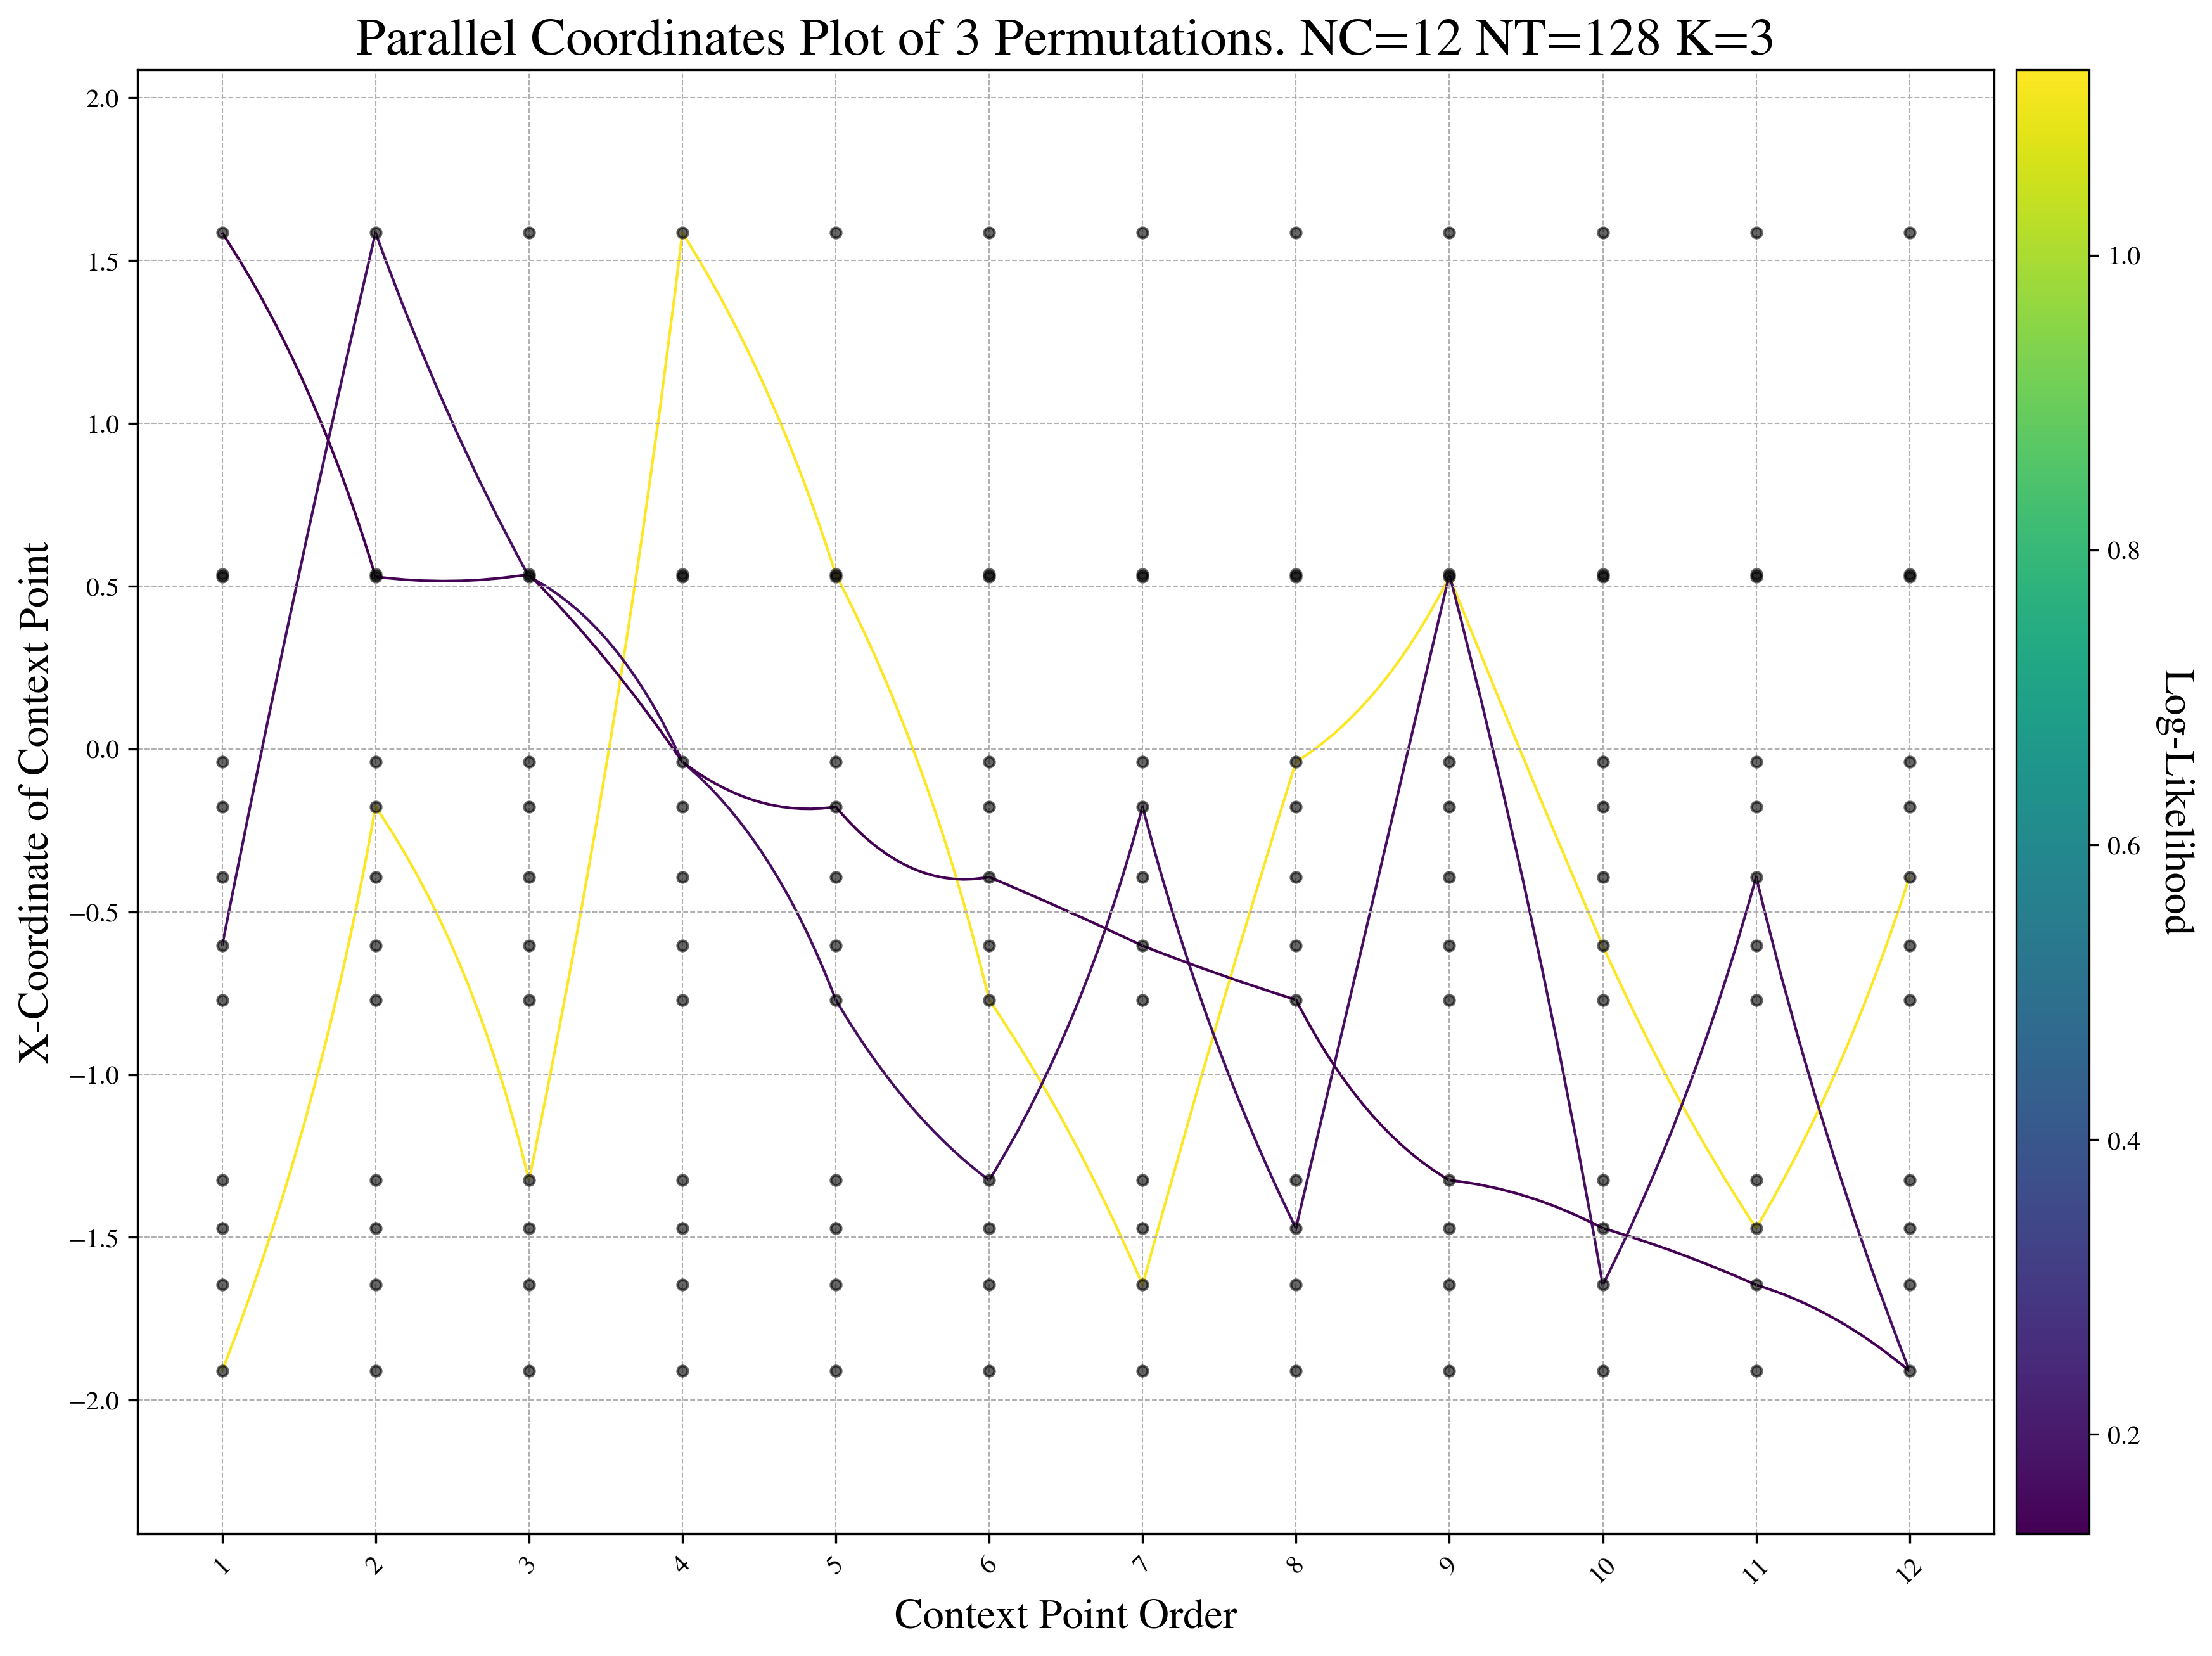 Parallel Coordinates Plot of 3 Permutations. NC=12 NT=128 K=3
X-Coordinate of Context Point
2.0
1.5
1.0
0.5
0.0
−0.5
−1.0
−1.5
−2.0
1 2 3 4 5 6 7 8 9 10 11 12
Context Point Order
1.0
0.8
0.6
0.4
0.2
Log-Likelihood